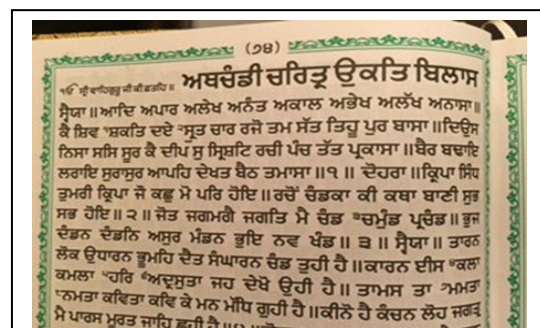 (੭੪)
ੴ ਸ੍ਰੀ ਵਾਹਿਗੁਰੂ ਜੀ ਕੀ ਫਤਹਿ॥ ਅਥ ਚੰਡੀ ਚਰਿਤ੍ਰ ਉਕਤਿ ਬਿਲਾਸ
ਸ੍ਵੈਯਾ॥ ਆਦਿ ਅਪਾਰ ਅਲੇਖ ਅਨੰਤ ਅਕਾਲ ਅਭੇਖ ਅਲੱਖ ਅਨਾਸਾ॥
ਕੈ ਸ਼ਿਵ ਸ਼ਕਤਿ ਦਏ ਸ੍ਰੁਤ ਚਾਰ ਰਜੋ ਤਮ ਸੱਤ ਤਿਹੂ ਪੁਰ ਬਾਸਾ॥ ਦਿਉਸ
ਨਿਸਾ ਸਸਿ ਸੂਰ ਕੈ ਦੀਪ ਸੁ ਸ੍ਰਿਸ਼ਟਿ ਰਚੀ ਪੰਚ ਤੱਤ ਪ੍ਰਕਾਸਾ॥ ਬੈਰ ਬਢਾਇ
ਲਰਾਇ ਸੁਰਾਸੁਰ ਆਪਹਿ ਦੇਖਤ ਬੈਠ ਤਮਾਸਾ॥੧॥ ਦੋਹਰਾ॥ ਕ੍ਰਿਪਾ ਸਿੰਧ
ਤੁਮਰੀ ਕ੍ਰਿਪਾ ਜੋ ਕਛੁ ਮੋ ਪਰਿ ਹੋਇ॥ ਰਚੋਂ ਚੰਡਕਾ ਕੀ ਕਥਾ ਬਾਣੀ ਸੁਭ
ਸਭ ਹੋਇ॥੨॥ ਜੋਤ ਜਗਮਗੈ ਜਗਤਿ ਮੈ ਚੰਡ ਚਮੁੰਡ ਪ੍ਰਚੰਡ॥ ਭੁਜ
ਦੰਡਨ ਦੰਡਨਿ ਅਸੁਰ ਮੰਡਨ ਭੁਇ ਨਵ ਖੰਡ॥੩॥ ਸ੍ਵੈਯਾ॥ ਤਾਰਨ
ਲੋਕ ਉਧਾਰਨ ਭੂਮਹਿ ਦੈਤ ਸੰਘਾਰਨ ਚੰਡ ਤੁਹੀ ਹੈ॥ ਕਾਰਨ ਈਸ ਕਲਾ
ਕਮਲਾ ਹਰਿ ਅਦ੍ਰਸੁਤਾ ਜਹ ਦੇਖੋ ਉਹੀ ਹੈ॥ ਤਾਮਸ ਤਾ ਮਮਤਾ
ਨਮਤਾ ਕਵਿਤਾ ਕਵਿ ਕੇ ਮਨ ਮੱਧਿ ਗੁਹੀ ਹੈ॥ ਕੀਨੋ ਹੈ ਕੰਚਨ ਲੋਹ ਜਗਤ੍ਰ
ਮੈ ਪਾਰਸ ਮੂਰਤ ਜਾਹਿ ਛੁਹੀ ਹੈ॥